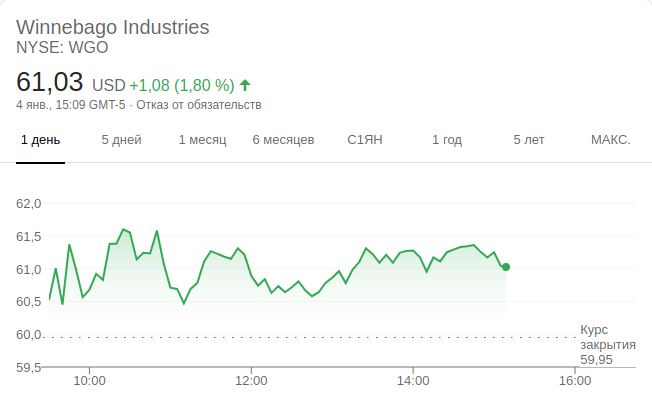 Winnebago Industries
NYSE: WGO
61,03 USD +1,08 (1,80 %)
4 янв., 15:09 GMT-5 · Отказ от обязательств
1 день 5 дней 1 месяц 6 месяцев С1ЯН 1 год 5 лет МАКС.
62,0
61,5
61,0
60,5
60,0
59,5
Курс
закрытия
59,95
10:00 12:00 14:00 16:00